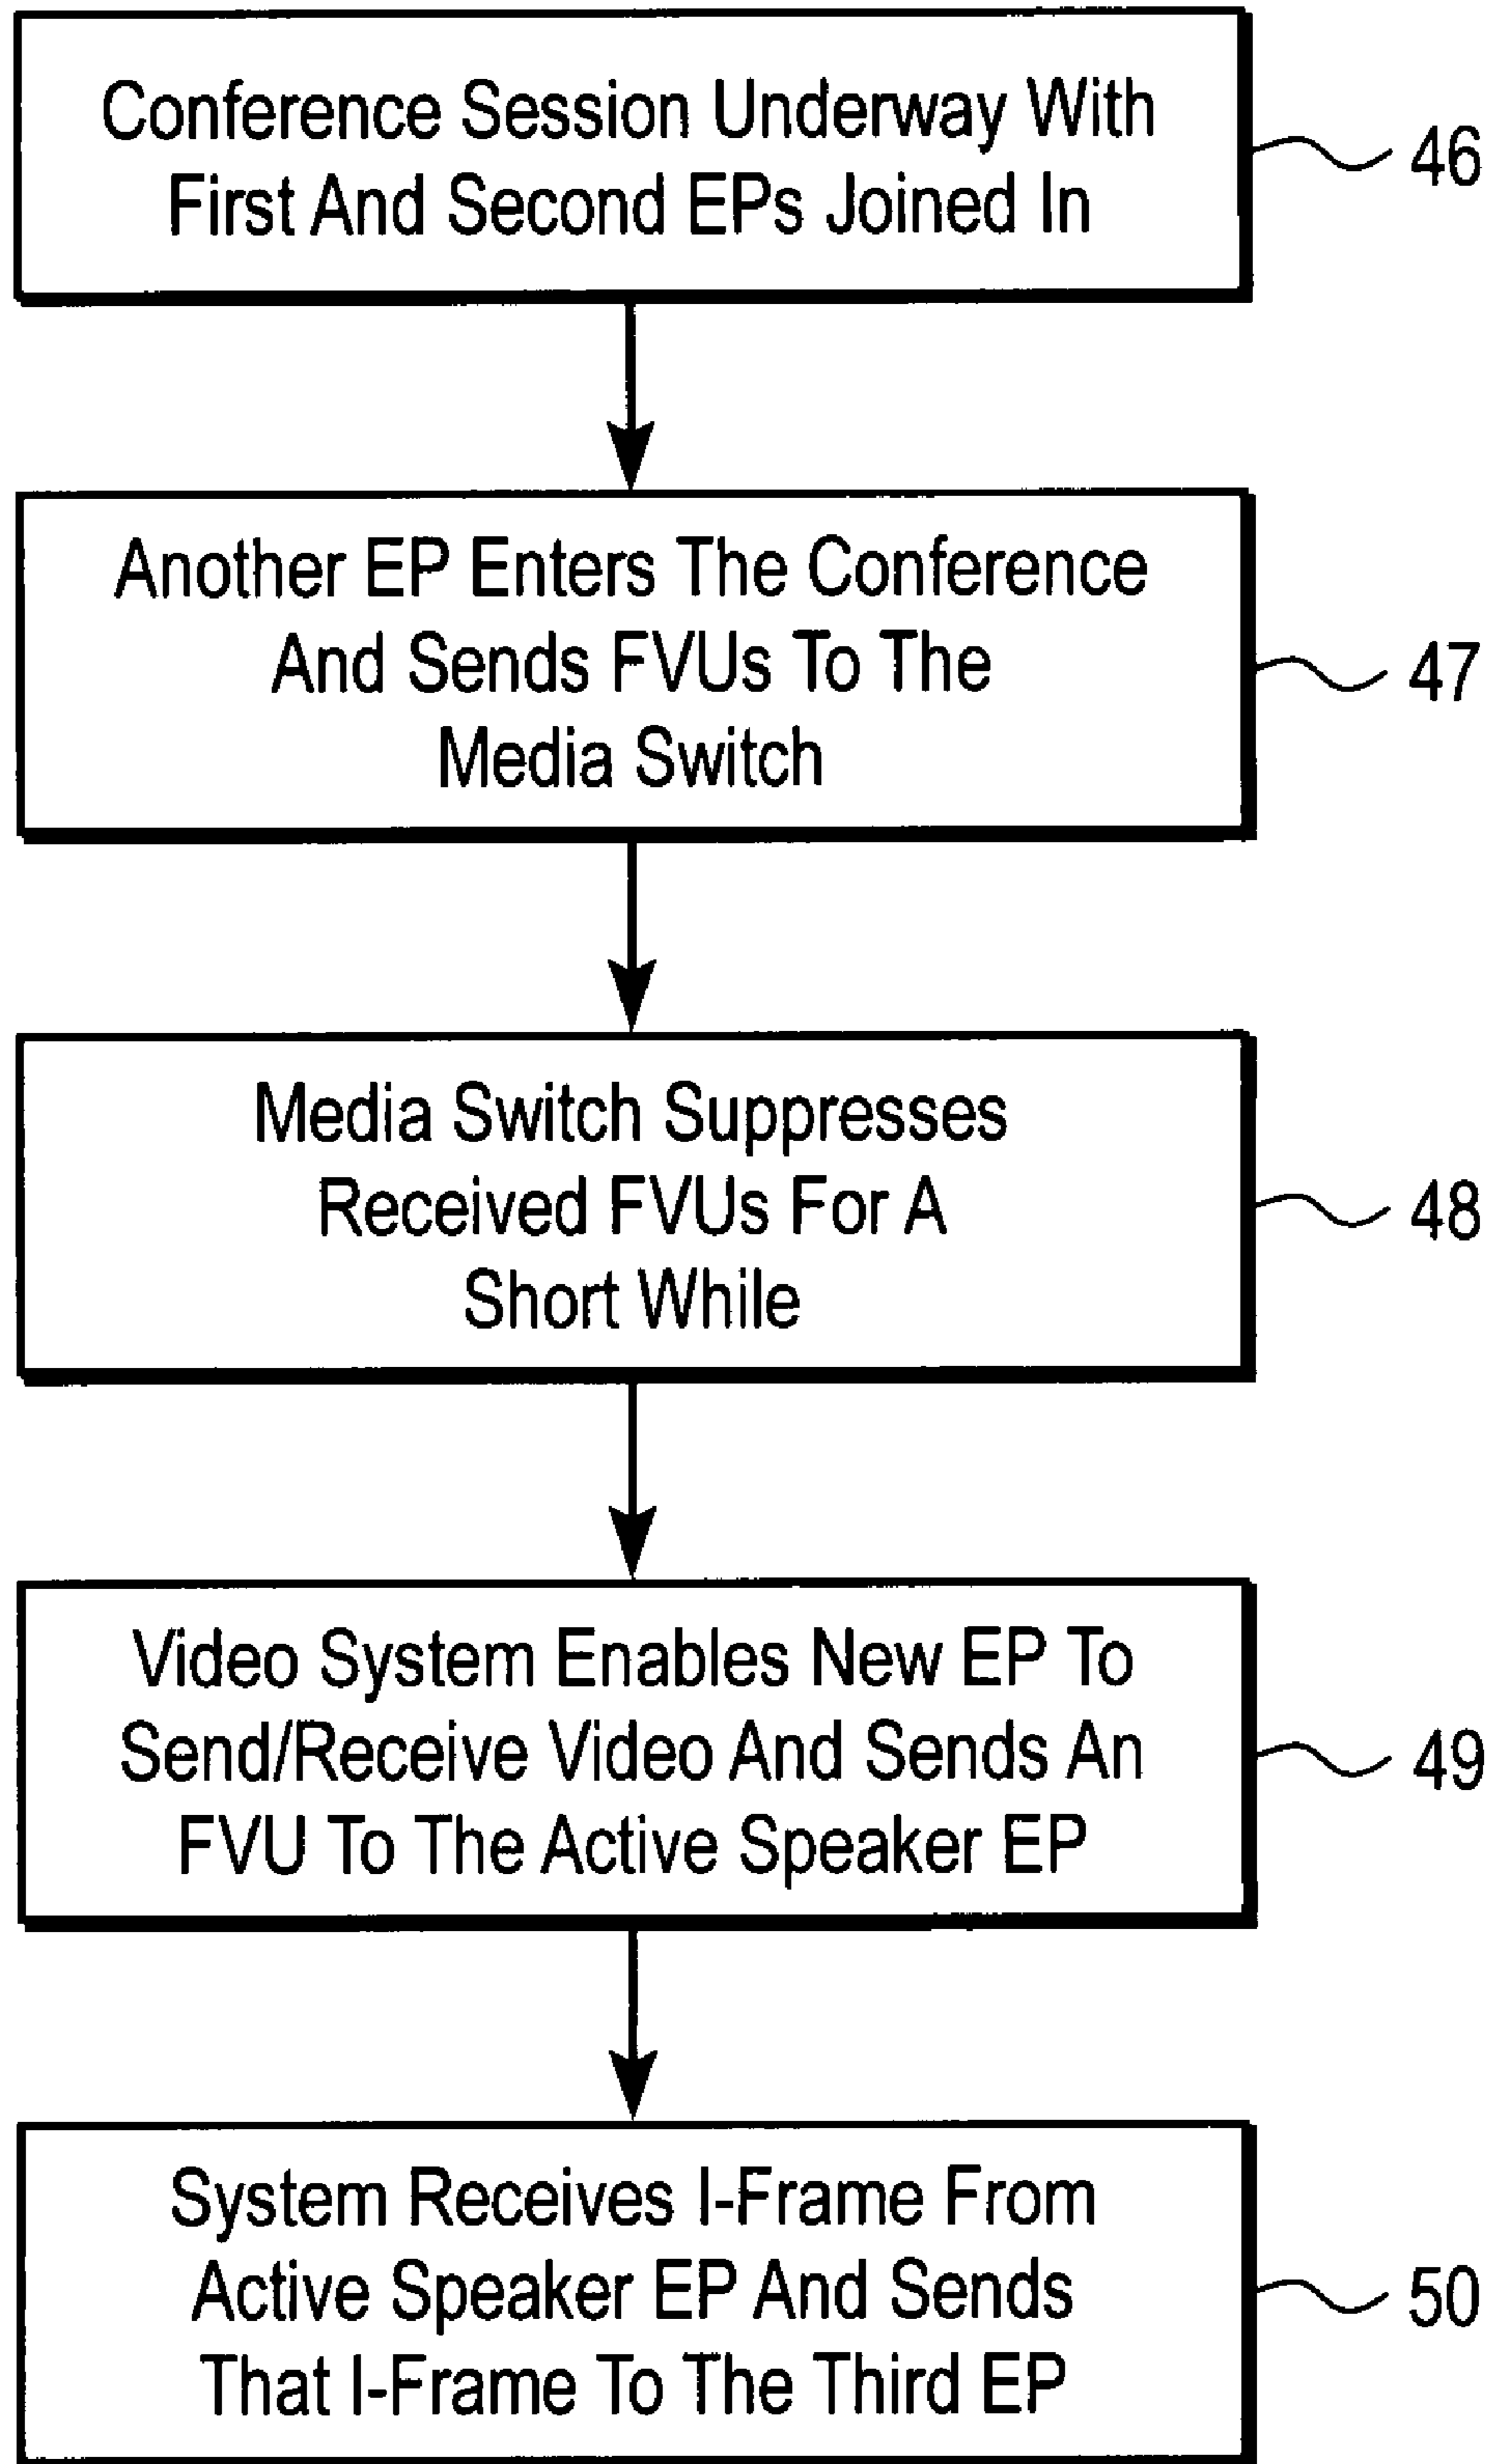 Conference Session Underway With
First And Second EPs Joined In
46
Another EP Enters The Conference
And Sends FVUs To The
Media Switch
47
Media Switch Suppresses
Received FVUs For A
Short While
48
Video System Enables New EP To
Send/Receive Video And Sends An
FVU To The Active Speaker EP
49
System Receives I-Frame From
Active Speaker EP And Sends
That I-Frame To The Third EP
50